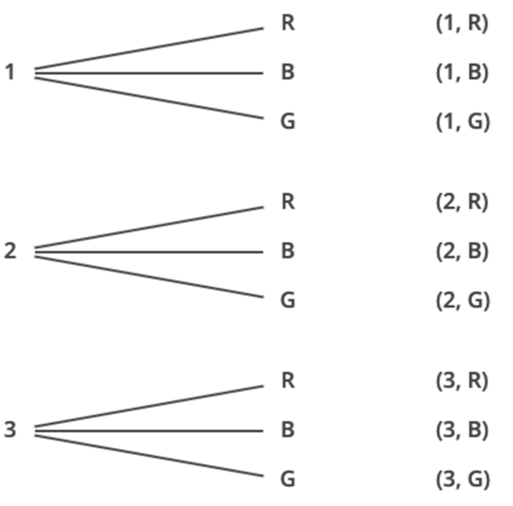 R (1, R)
1 B (1, B)
G (1, G)
R (2, R)
2 B (2, B)
G (2, G)
R (3, R)
3 B (3, B)
G (3, G)